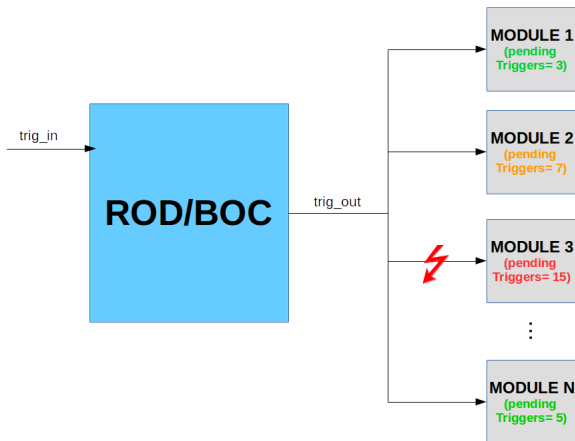 MODULE 1
(pending
Triggers= 3)
trig_in
MODULE 2
(pending
Triggers= 7)
ROD/BOC
trig_out
MODULE 3
(pending
Triggers= 15)
...
MODULE N
(pending
Triggers= 5)